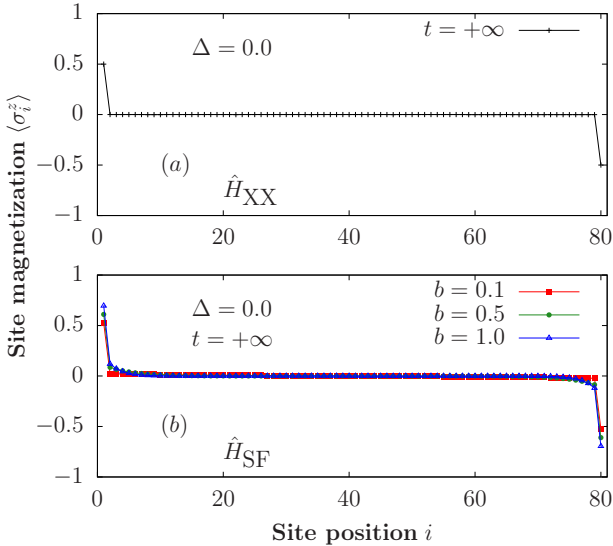 Site magnetization ⟨σ_i^z⟩
1
0.5
0
−0.5
−1
Δ = 0.0
t = +∞
(a)
Ĥ_XX
0 20 40 60 80
1
0.5
0
−0.5
−1
Δ = 0.0
t = +∞
b = 0.1
b = 0.5
b = 1.0
(b)
Ĥ_SF
0 20 40 60 80
Site position i